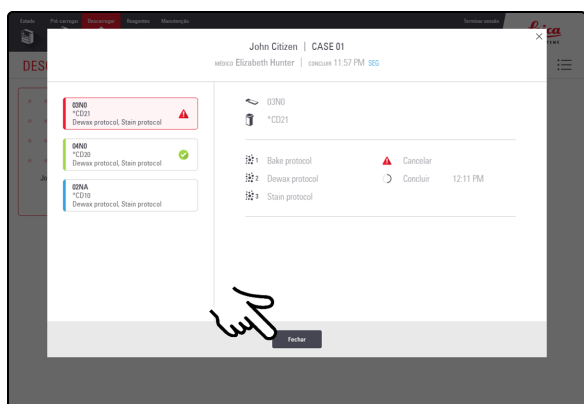 Estado Pré-carregar Descarregar Reagentes Manutenção Terminar sessão
Leica
John Citizen | CASE 01
MÉDICO Elizabeth Hunter | CONCLUIR 11:57 PM SEG
DES
03N0
*CD21
Dewax protocol, Stain protocol
04N0
*CD20
Dewax protocol, Stain protocol
02NA
*CD10
Dewax protocol, Stain protocol
Jo
03N0
*CD21
1 Bake protocol Cancelar
2 Dewax protocol Concluir 12:11 PM
3 Stain protocol
Fechar